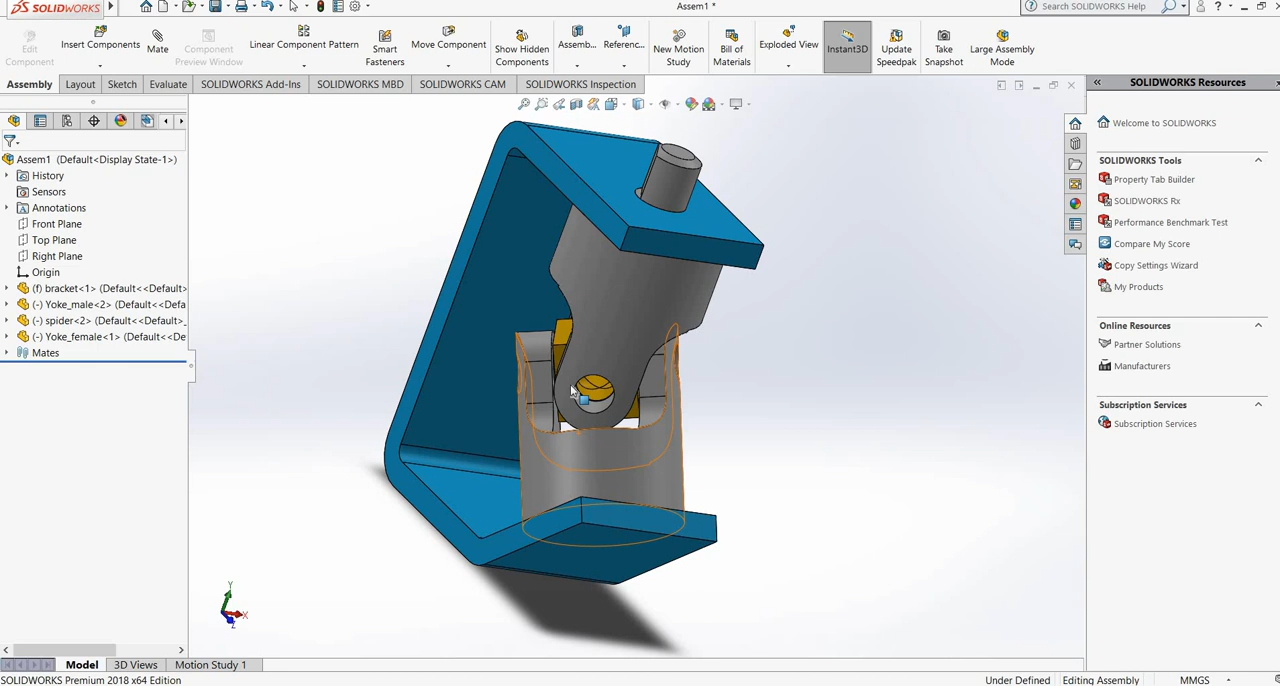 SOLIDWORKS
Assem1 *
Search SOLIDWORKS Help
Edit Component
Insert Components
Mate
Component Preview Window
Linear Component Pattern
Smart Fasteners
Move Component
Show Hidden Components
Assemb...
Referenc...
New Motion Study
Bill of Materials
Exploded View
Instant3D
Update Speedpak
Take Snapshot
Large Assembly Mode
Assembly Layout Sketch Evaluate SOLIDWORKS Add-Ins SOLIDWORKS MBD SOLIDWORKS CAM SOLIDWORKS Inspection
Assem1 (Default<Display State-1>)
History
Sensors
Annotations
Front Plane
Top Plane
Right Plane
Origin
(f) bracket<1> (Default<<Default>
(-) Yoke_male<2> (Default<<Defa
(-) spider<2> (Default<<Default>_
(-) Yoke_female<1> (Default<<De
Mates
Y
X
Z
SOLIDWORKS Resources
Welcome to SOLIDWORKS
SOLIDWORKS Tools
Property Tab Builder
SOLIDWORKS Rx
Performance Benchmark Test
Compare My Score
Copy Settings Wizard
My Products
Online Resources
Partner Solutions
Manufacturers
Subscription Services
Subscription Services
Model 3D Views Motion Study 1
SOLIDWORKS Premium 2018 x64 Edition
Under Defined Editing Assembly MMGS